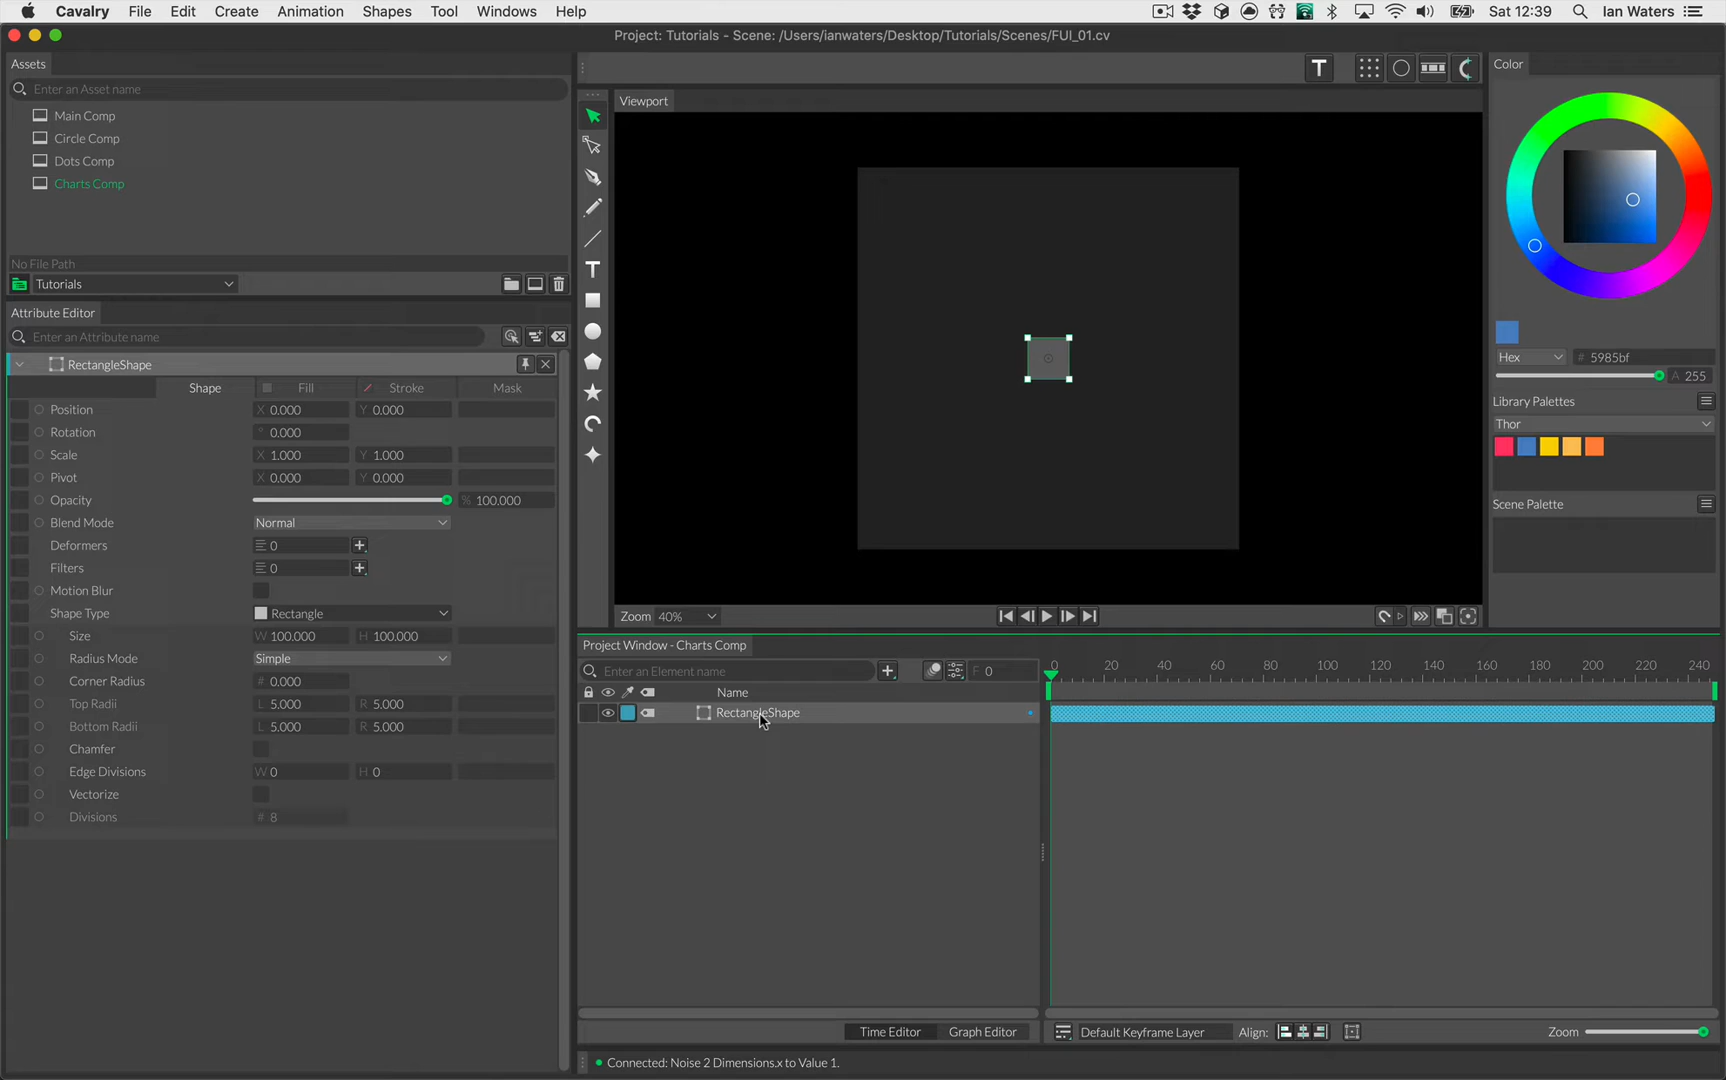 Cavalry File Edit Create Animation Shapes Tool Windows Help Sat 12:39 Ian Waters
Project: Tutorials - Scene: /Users/ianwaters/Desktop/Tutorials/Scenes/FUI_01.cv
Assets
Enter an Asset name
Main Comp
Circle Comp
Dots Comp
Charts Comp
No File Path
Tutorials
Attribute Editor
Enter an Attribute name
RectangleShape
Shape Fill Stroke Mask
Position X 0.000 Y 0.000
Rotation ° 0.000
Scale X 1.000 Y 1.000
Pivot X 0.000 Y 0.000
Opacity % 100.000
Blend Mode Normal
Deformers 0
Filters 0
Motion Blur
Shape Type Rectangle
Size W 100.000 H 100.000
Radius Mode Simple
Corner Radius # 0.000
Top Radii L 5.000 R 5.000
Bottom Radii L 5.000 R 5.000
Chamfer
Edge Divisions W 0 H 0
Vectorize
Divisions # 8
T
Viewport
T
Zoom 40%
Color
Hex # 5985bf
A 255
Library Palettes
Thor
Scene Palette
Project Window - Charts Comp
Enter an Element name F 0
0 20 40 60 80 100 120 140 160 180 200 220 240
Name
RectangleShape
Time Editor Graph Editor Default Keyframe Layer Align: Zoom
Connected: Noise 2 Dimensions.x to Value 1.